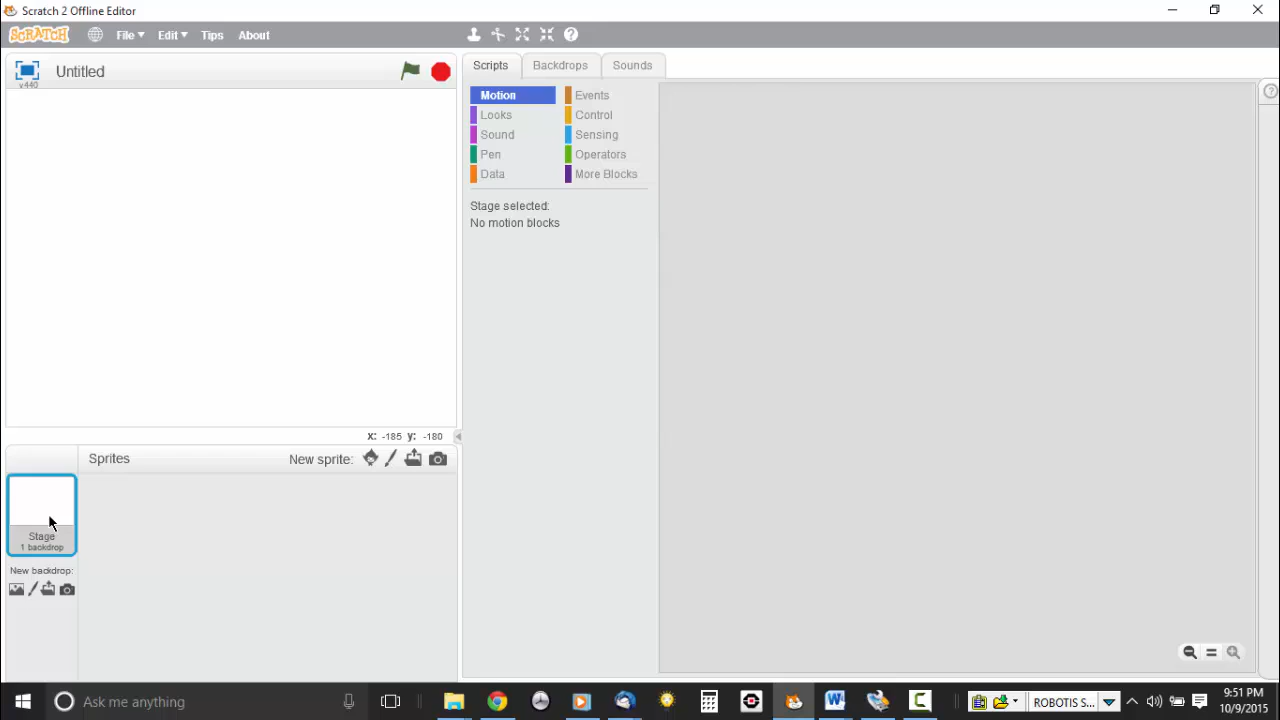 Scratch 2 Offline Editor
SCRATCH File Edit Tips About
v440 Untitled
Scripts Backdrops Sounds
Motion Events
Looks Control
Sound Sensing
Pen Operators
Data More Blocks
Stage selected:
No motion blocks
x: -185 y: -180
Sprites New sprite:
Stage
1 backdrop
New backdrop:
Ask me anything
ROBOTIS S...
9:51 PM
10/9/2015